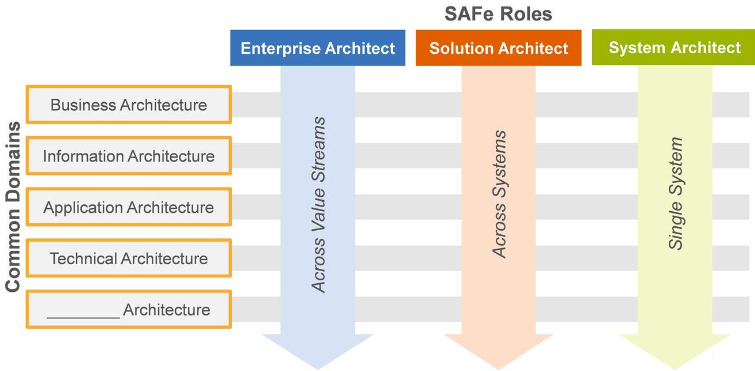 SAFe Roles
Enterprise Architect
Solution Architect
System Architect
Common Domains
Business Architecture
Information Architecture
Application Architecture
Technical Architecture
________ Architecture
Across Value Streams
Across Systems
Single System